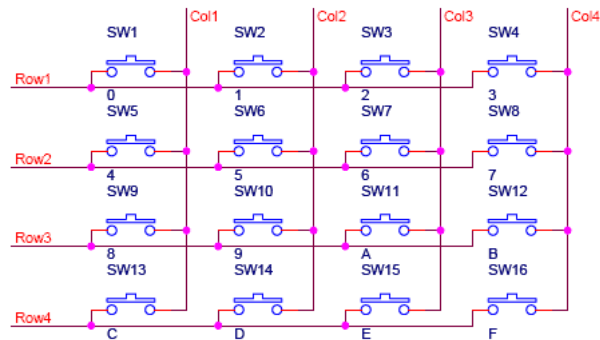 Col1 Col2 Col3 Col4
SW1 SW2 SW3 SW4
Row1
0 1 2 3
SW5 SW6 SW7 SW8
Row2
4 5 6 7
SW9 SW10 SW11 SW12
Row3
8 9 A B
SW13 SW14 SW15 SW16
Row4
C D E F